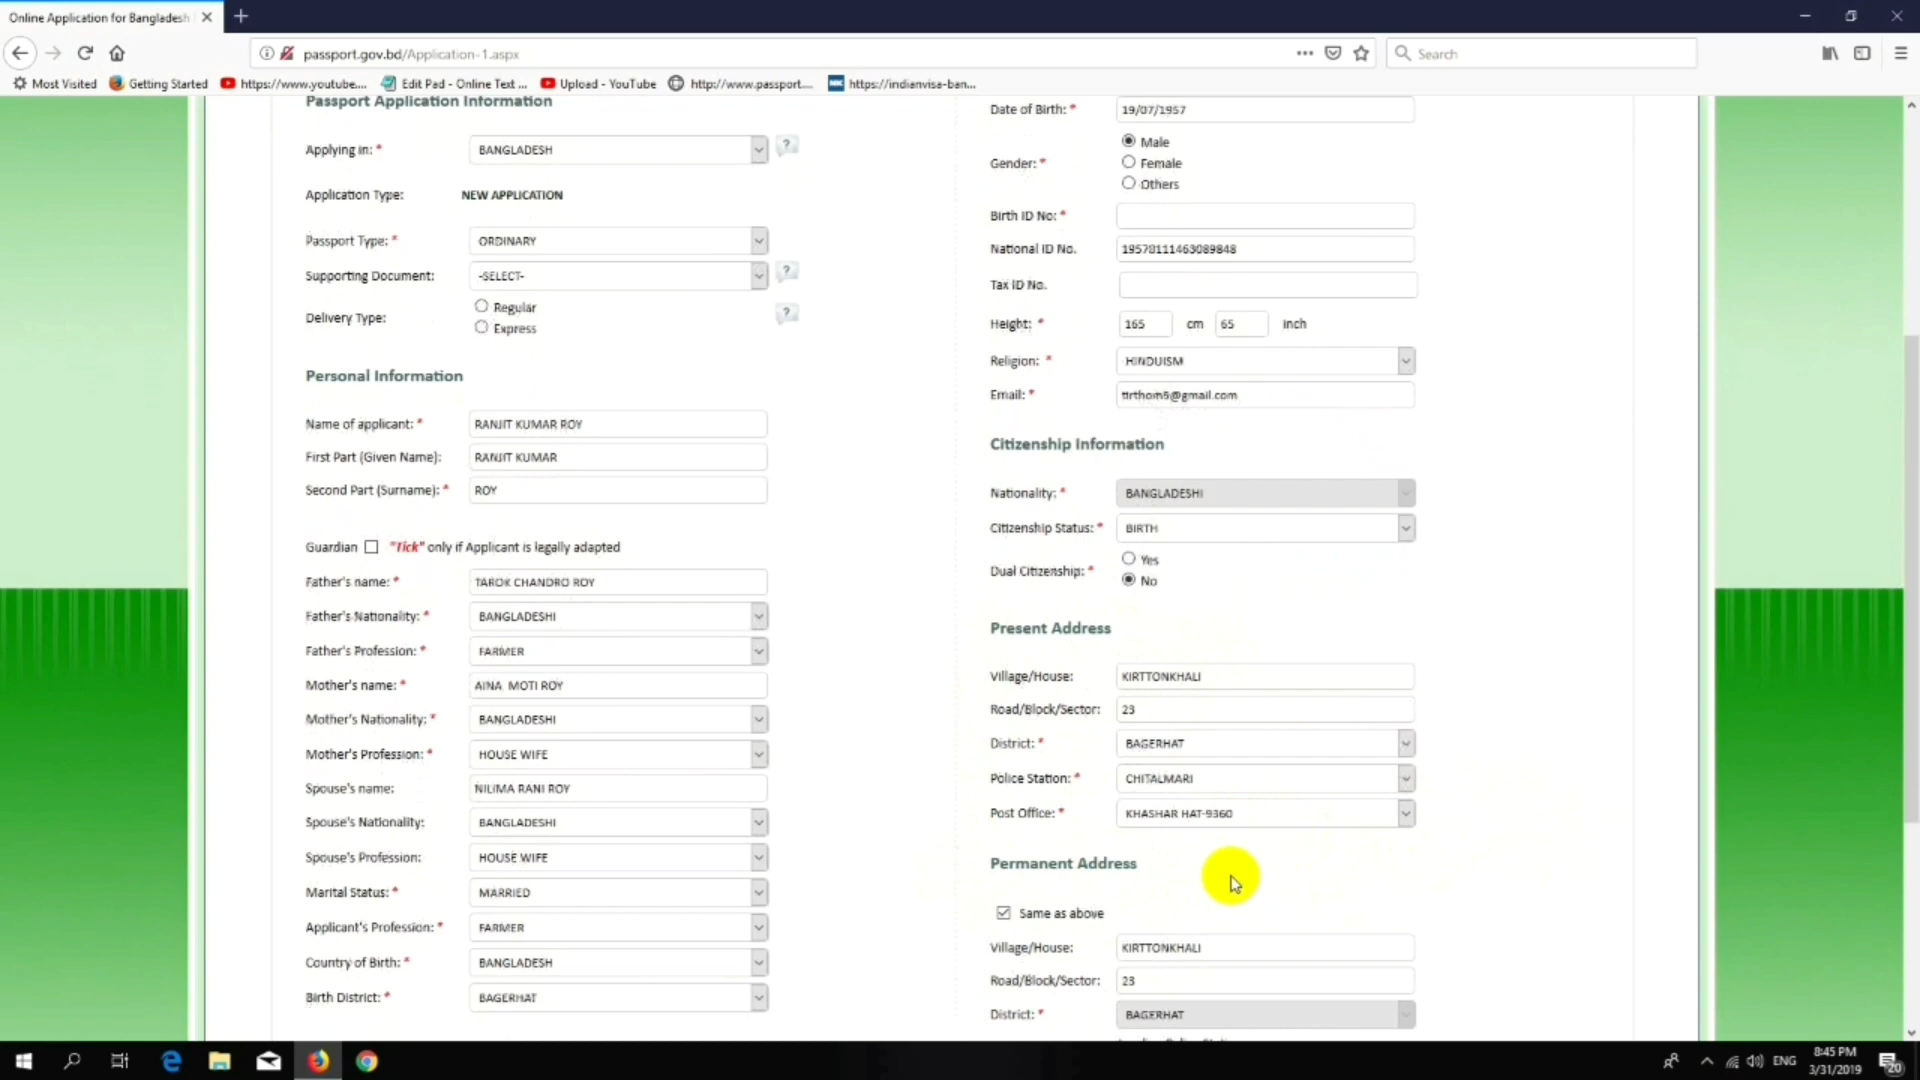 Online Application for Bangladesh
passport.gov.bd/Application-1.aspx
Search
Most Visited
Getting Started
https://www.youtube....
Edit Pad - Online Text ...
Upload - YouTube
http://www.passport....
https://indianvisa-ban...
Passport Application Information
Applying in: * BANGLADESH
Application Type: NEW APPLICATION
Passport Type: * ORDINARY
Supporting Document: -SELECT-
Delivery Type:
Regular
Express
Personal Information
Name of applicant: * RANJIT KUMAR ROY
First Part (Given Name): RANJIT KUMAR
Second Part (Surname): * ROY
Guardian "Tick" only if Applicant is legally adapted
Father's name: * TAROK CHANDRO ROY
Father's Nationality: * BANGLADESHI
Father's Profession: * FARMER
Mother's name: * AINA MOTI ROY
Mother's Nationality: * BANGLADESHI
Mother's Profession: * HOUSE WIFE
Spouse's name: NILIMA RANI ROY
Spouse's Nationality: BANGLADESHI
Spouse's Profession: HOUSE WIFE
Marital Status: * MARRIED
Applicant's Profession: * FARMER
Country of Birth: * BANGLADESH
Birth District: * BAGERHAT
Date of Birth: * 19/07/1957
Gender: *
Male
Female
Others
Birth ID No: *
National ID No. 19578111463089848
Tax ID No.
Height: * 165 cm 65 inch
Religion: * HINDUISM
Email: * tirthom5@gmail.com
Citizenship Information
Nationality: * BANGLADESHI
Citizenship Status: * BIRTH
Dual Citizenship: *
Yes
No
Present Address
Village/House: KIRTTONKHALI
Road/Block/Sector: 23
District: * BAGERHAT
Police Station: * CHITALMARI
Post Office: * KHASHAR HAT-9360
Permanent Address
Same as above
Village/House: KIRTTONKHALI
Road/Block/Sector: 23
District: * BAGERHAT
ENG
8:45 PM
3/31/2019
20